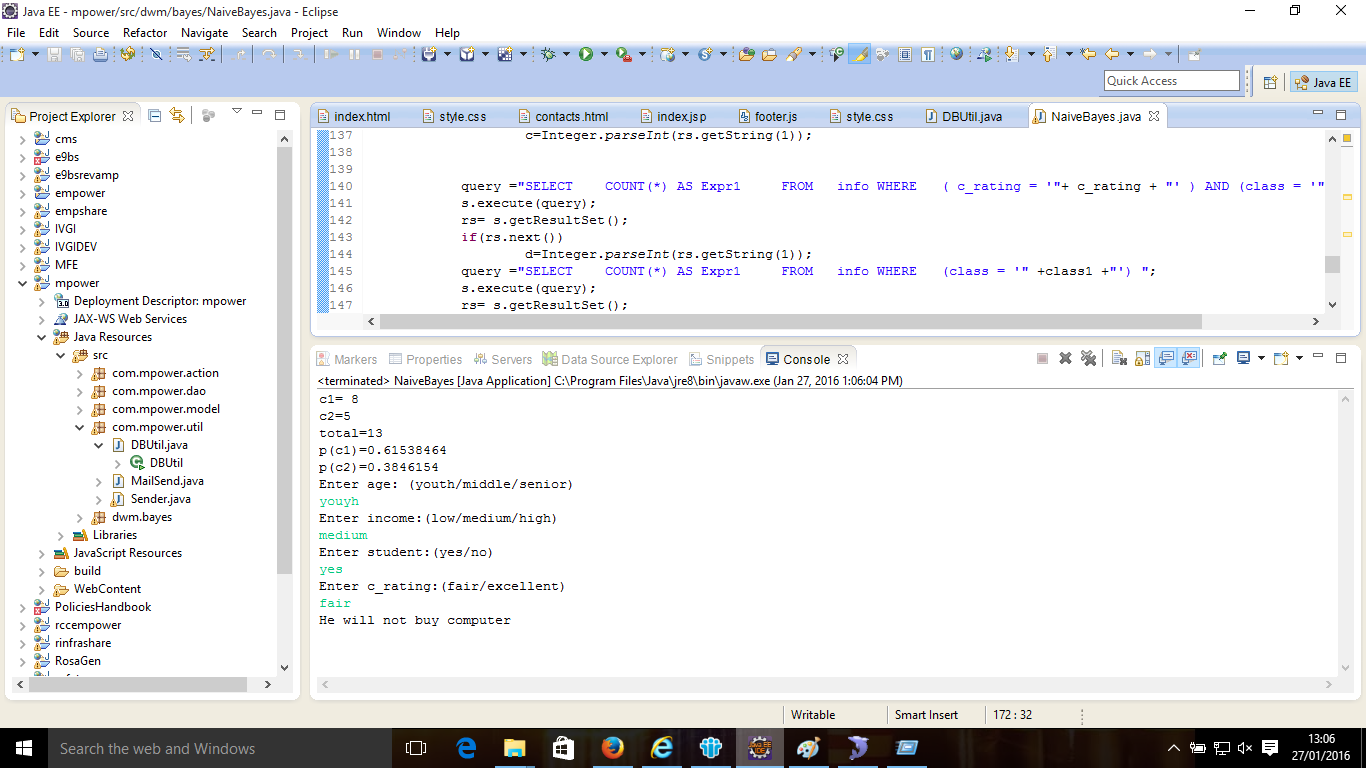 Java EE - mpower/src/dwm/bayes/NaiveBayes.java - Eclipse
File Edit Source Refactor Navigate Search Project Run Window Help
Quick Access
Java EE
Project Explorer
cms
e9bs
e9bsrevamp
empower
empshare
IVGI
IVGIDEV
MFE
mpower
Deployment Descriptor: mpower
JAX-WS Web Services
Java Resources
src
com.mpower.action
com.mpower.dao
com.mpower.model
com.mpower.util
DBUtil.java
DBUtil
MailSend.java
Sender.java
dwm.bayes
Libraries
JavaScript Resources
build
WebContent
PoliciesHandbook
rccempower
rinfrashare
RosaGen
index.html style.css contacts.html index.jsp footer.js style.css DBUtil.java NaiveBayes.java
137 c=Integer.parseInt(rs.getString(1));
138
139
140 query ="SELECT    COUNT(*) AS Expr1     FROM   info WHERE   ( c_rating = '"+ c_rating + "' ) AND (class = '"
141 s.execute(query);
142 rs= s.getResultSet();
143 if(rs.next())
144 d=Integer.parseInt(rs.getString(1));
145 query ="SELECT    COUNT(*) AS Expr1     FROM   info WHERE   (class = '" +class1 +"') ";
146 s.execute(query);
147 rs= s.getResultSet();
Markers Properties Servers Data Source Explorer Snippets Console
<terminated> NaiveBayes [Java Application] C:\Program Files\Java\jre8\bin\javaw.exe (Jan 27, 2016 1:06:04 PM)
c1= 8
c2=5
total=13
p(c1)=0.61538464
p(c2)=0.3846154
Enter age: (youth/middle/senior)
youyh
Enter income:(low/medium/high)
medium
Enter student:(yes/no)
yes
Enter c_rating:(fair/excellent)
fair
He will not buy computer
Writable Smart Insert 172 : 32
Search the web and Windows
13:06
27/01/2016